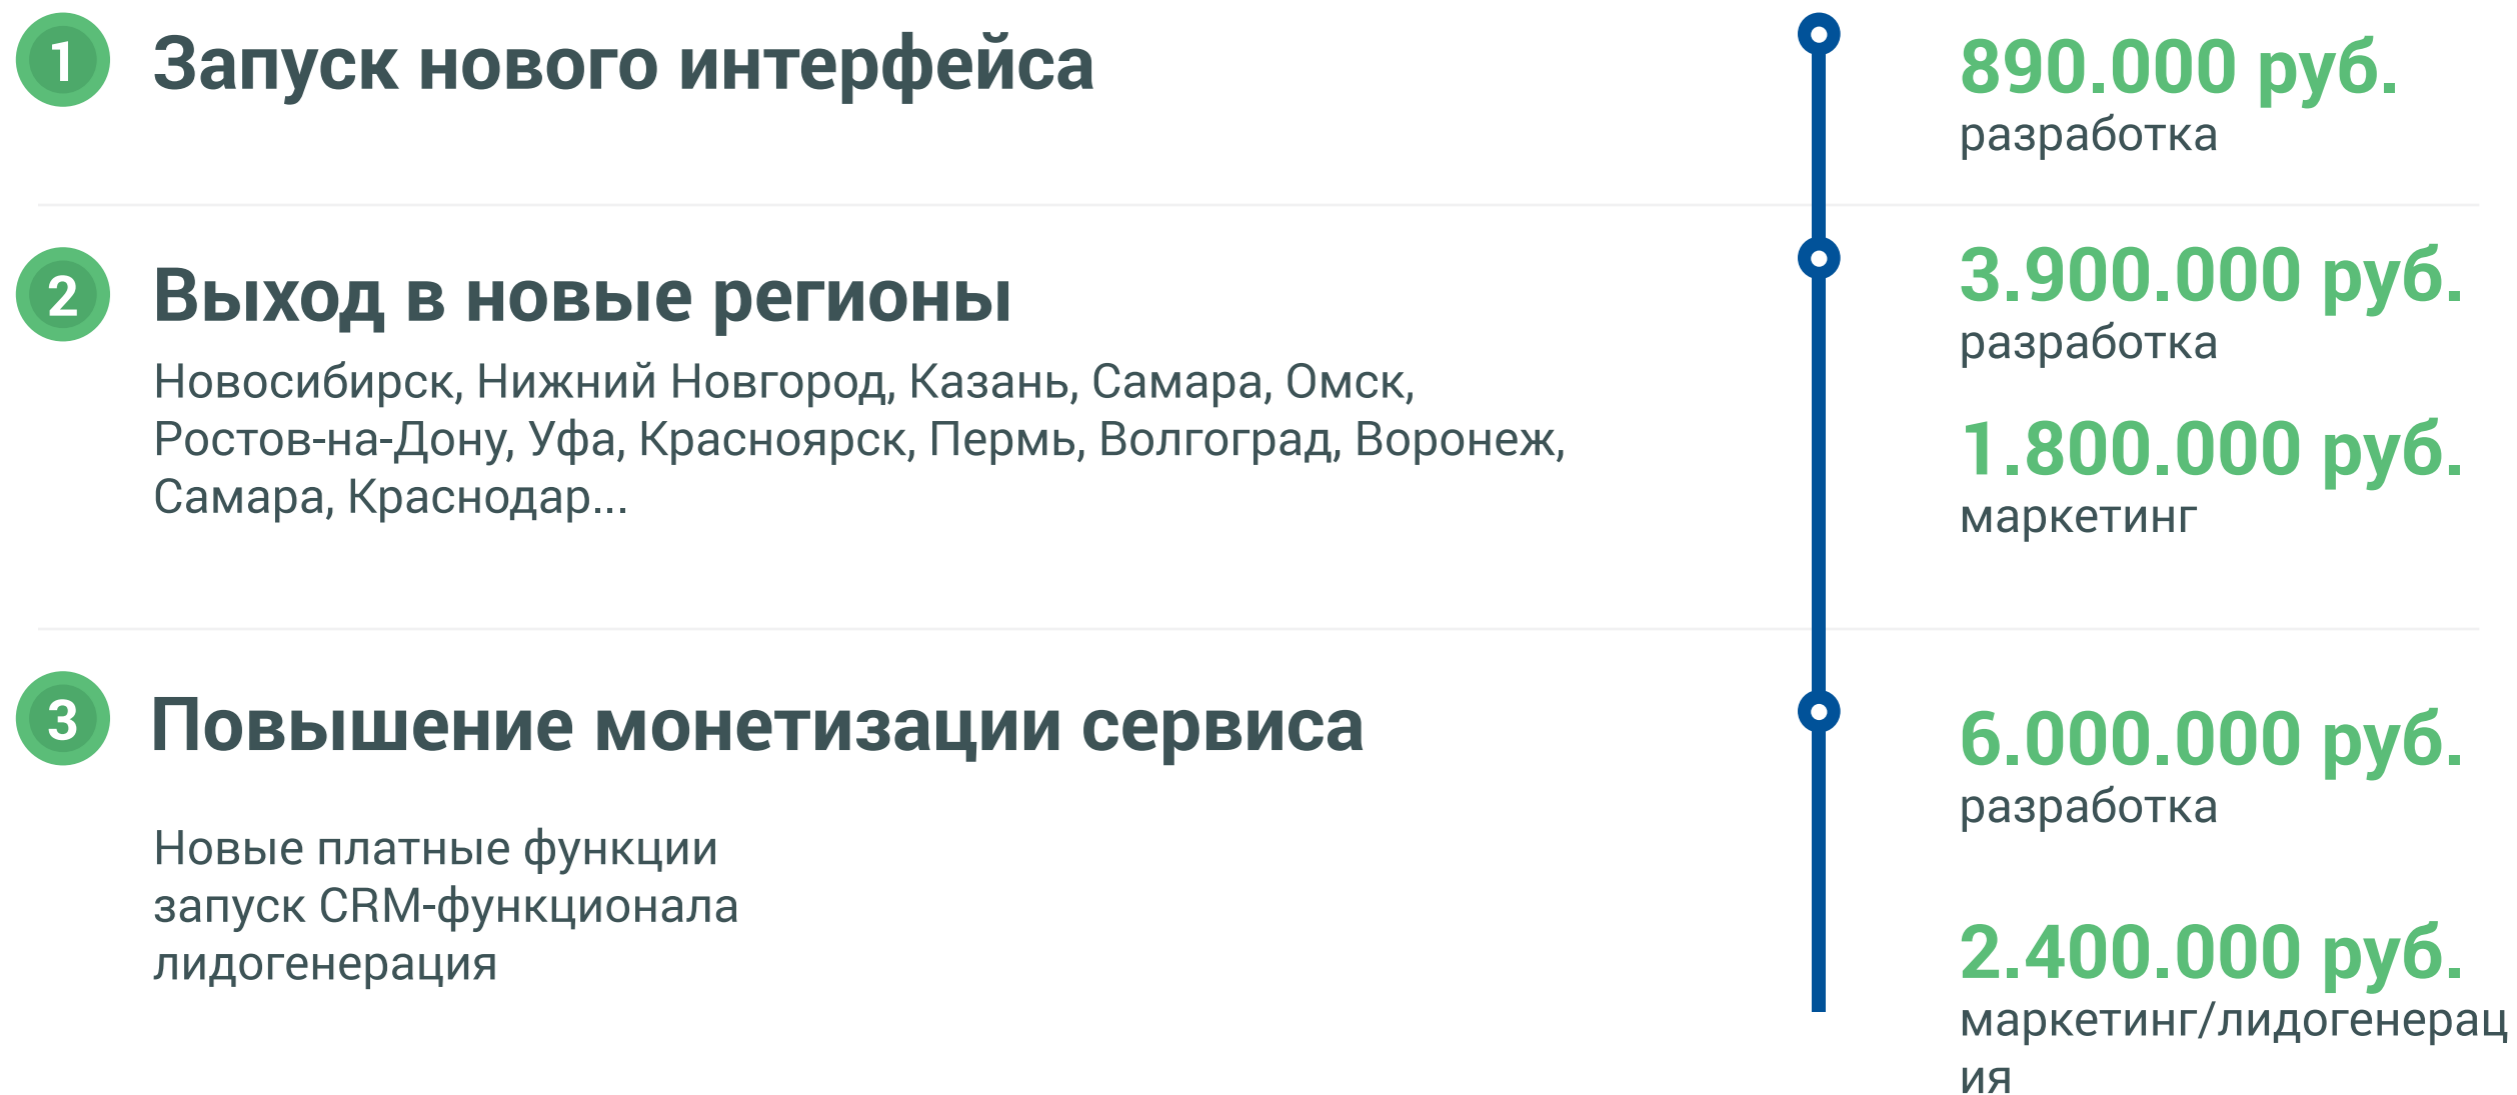 1
Запуск нового интерфейса
890.000 руб.
разработка
2
Выход в новые регионы
Новосибирск, Нижний Новгород, Казань, Самара, Омск,
Ростов-на-Дону, Уфа, Красноярск, Пермь, Волгоград, Воронеж,
Самара, Краснодар...
3.900.000 руб.
разработка
1.800.000 руб.
маркетинг
3
Повышение монетизации сервиса
Новые платные функции
запуск CRM-функционала
лидогенерация
6.000.000 руб.
разработка
2.400.000 руб.
маркетинг/лидогенерац
ия